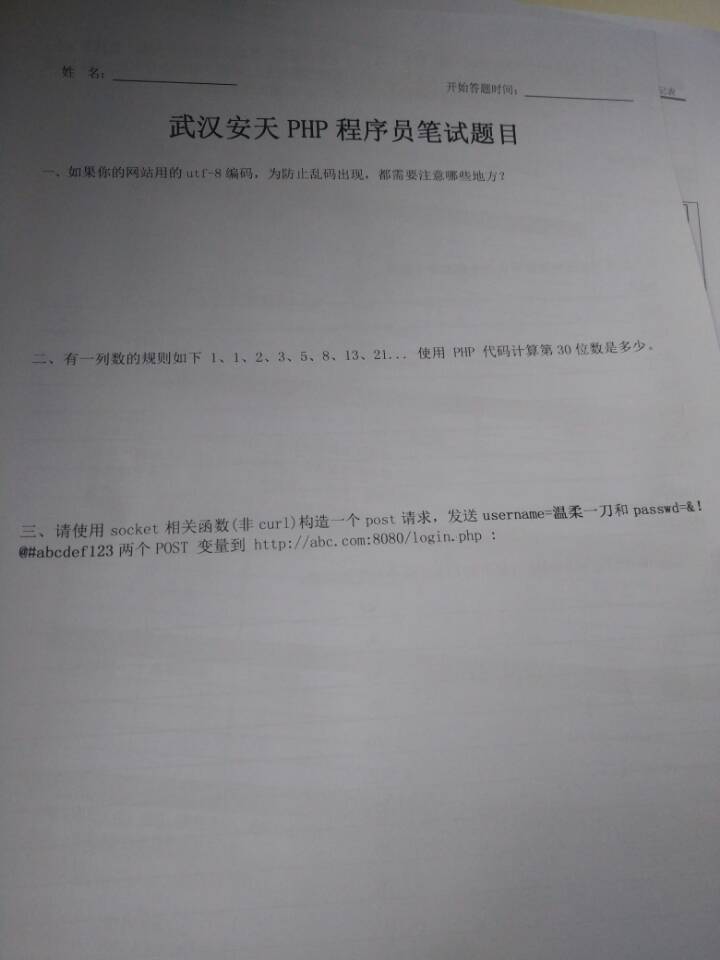 姓 名:
开始答题时间:
记表
武汉安天 PHP 程序员笔试题目
一、如果你的网站用的 utf-8 编码，为防止乱码出现，都需要注意哪些地方?
二、有一列数的规则如下 1、1、2、3、5、8、13、21... 使用 PHP 代码计算第 30 位数是多少。
三、请使用 socket 相关函数(非 curl)构造一个 post 请求，发送 username=温柔一刀和 passwd=&!
@#abcdef123 两个 POST 变量到 http://abc.com:8080/login.php :